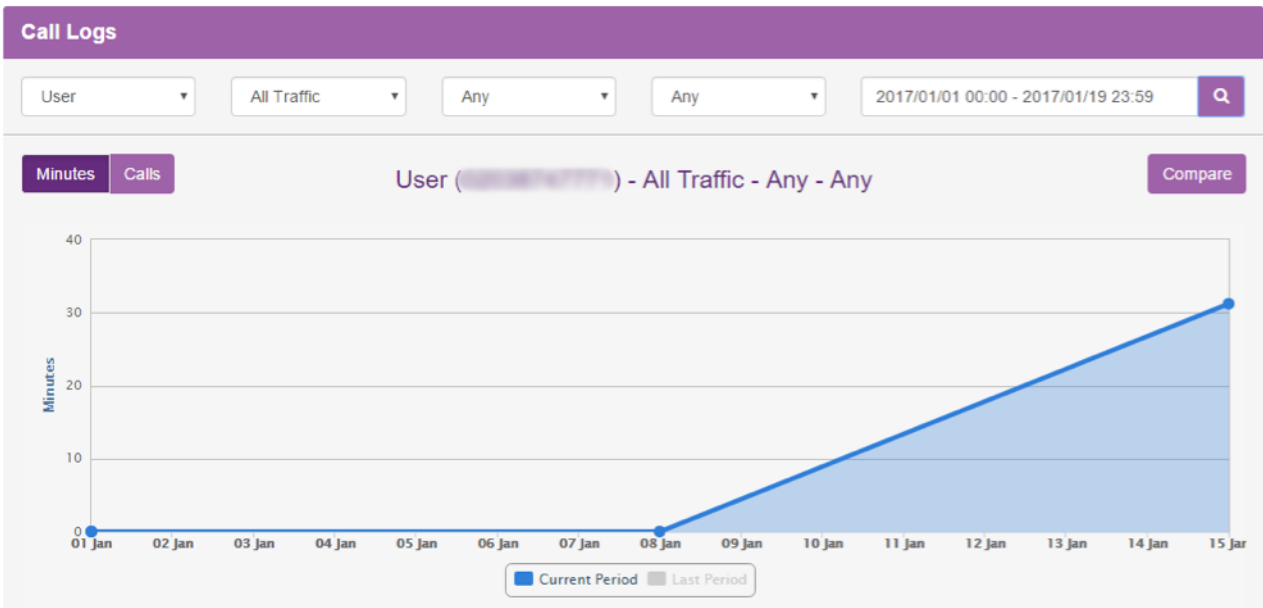 Call Logs
User All Traffic Any Any 2017/01/01 00:00 - 2017/01/19 23:59
Minutes Calls User ( ) - All Traffic - Any - Any Compare
40
30
20
10
0
Minutes
01 Jan 02 Jan 03 Jan 04 Jan 05 Jan 06 Jan 07 Jan 08 Jan 09 Jan 10 Jan 11 Jan 12 Jan 13 Jan 14 Jan 15 Jan
Current Period Last Period